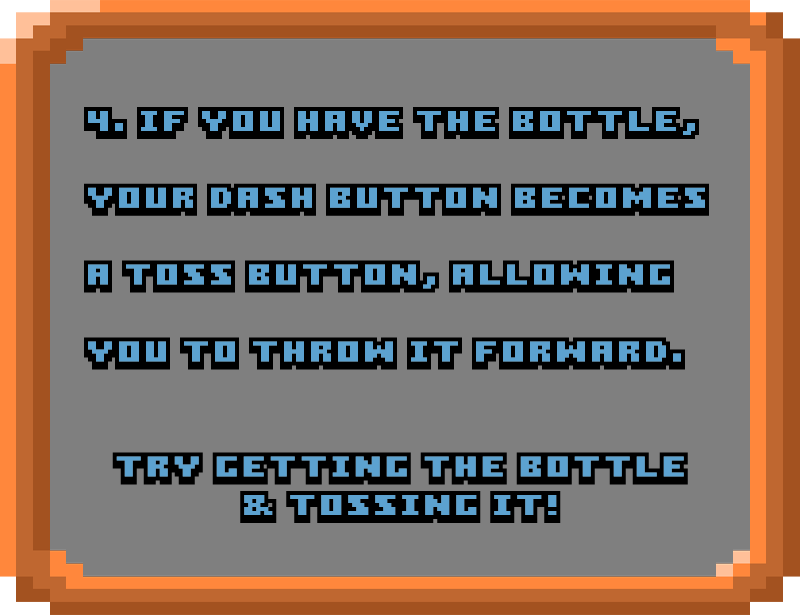 4. IF YOU HAVE THE BOTTLE,
YOUR DASH BUTTON BECOMES
A TOSS BUTTON, ALLOWING
YOU TO THROW IT FORWARD.
TRY GETTING THE BOTTLE
& TOSSING IT!